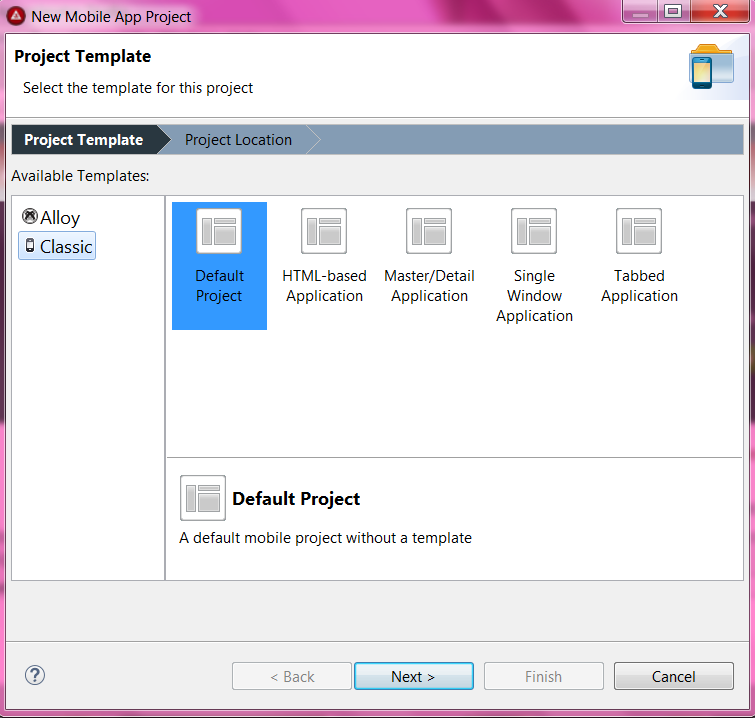 New Mobile App Project
Project Template
Select the template for this project
Project Template
Project Location
Available Templates:
Alloy
Classic
Default
Project
HTML-based
Application
Master/Detail
Application
Single
Window
Application
Tabbed
Application
Default Project
A default mobile project without a template
?
< Back
Next >
Finish
Cancel